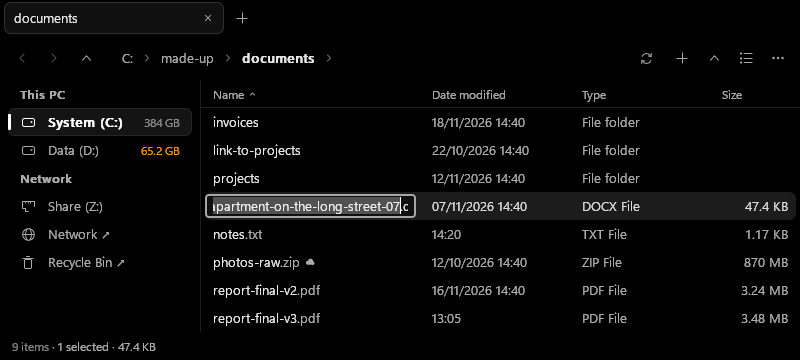 documents
C: made-up documents
This PC
System (C:) 384 GB
Data (D:) 65.2 GB
Network
Share (Z:)
Network
Recycle Bin
Name Date modified Type Size
invoices 18/11/2026 14:40 File folder
link-to-projects 22/10/2026 14:40 File folder
projects 12/11/2026 14:40 File folder
partment-on-the-long-street-07. 07/11/2026 14:40 DOCX File 47.4 KB
notes.txt 14:20 TXT File 1.17 KB
photos-raw.zip 12/10/2026 14:40 ZIP File 870 MB
report-final-v2.pdf 16/11/2026 14:40 PDF File 3.24 MB
report-final-v3.pdf 13:05 PDF File 3.48 MB
9 items · 1 selected · 47.4 KB